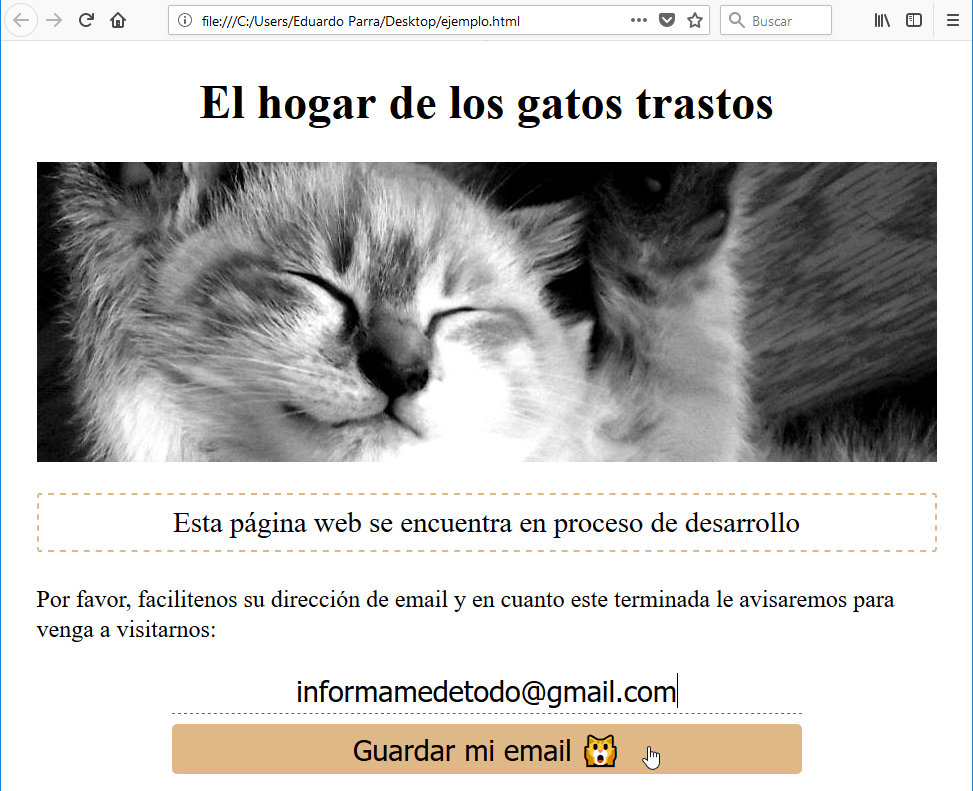 file:///C:/Users/Eduardo Parra/Desktop/ejemplo.html
Buscar
El hogar de los gatos trastos
Esta página web se encuentra en proceso de desarrollo
Por favor, facilitenos su dirección de email y en cuanto este terminada le avisaremos para
venga a visitarnos:
informamedetodo@gmail.com
Guardar mi email 🙀